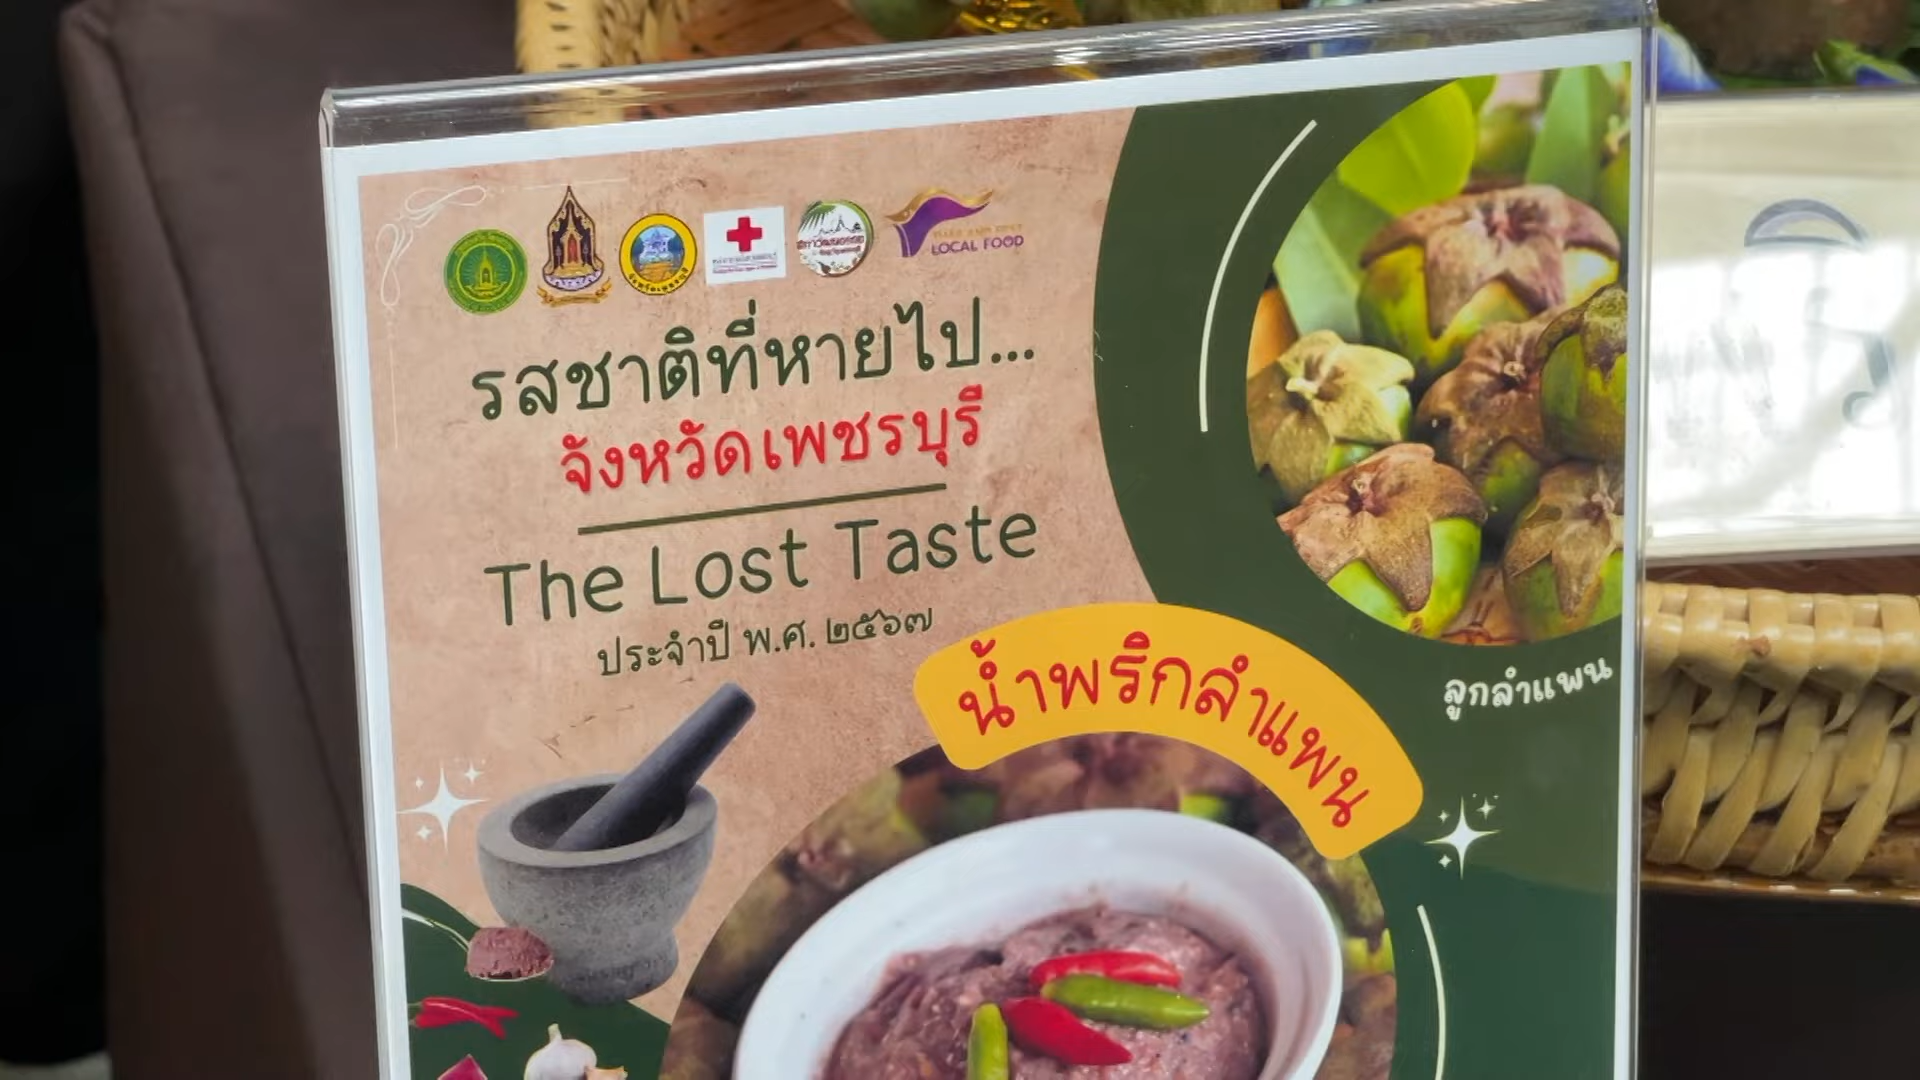 LOCAL FOOD
รสชาติที่หายไป...
จังหวัดเพชรบุรี
The Lost Taste
ประจำปี พ.ศ. ๒๕๖๗
น้ำพริกลำแพน
ลูกลำแพน